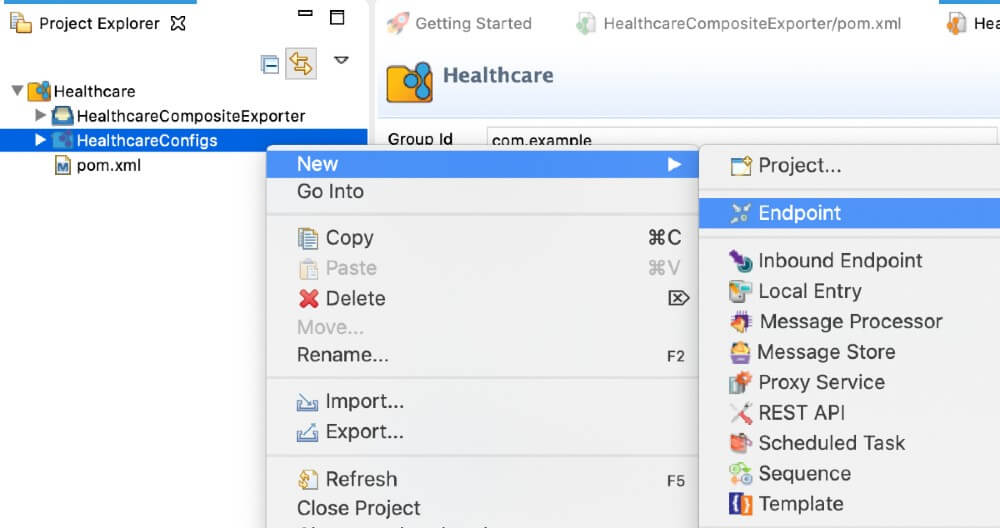 Project Explorer
Getting Started
HealthcareCompositeExporter/pom.xml
Healthcare
HealthcareCompositeExporter
HealthcareConfigs
pom.xml
Healthcare
Group Id
com.example
New
Go Into
Copy ⌘C
Paste ⌘V
Delete ⌦
Move...
Rename... F2
Import...
Export...
Refresh F5
Close Project
Project...
Endpoint
Inbound Endpoint
Local Entry
Message Processor
Message Store
Proxy Service
REST API
Scheduled Task
Sequence
Template